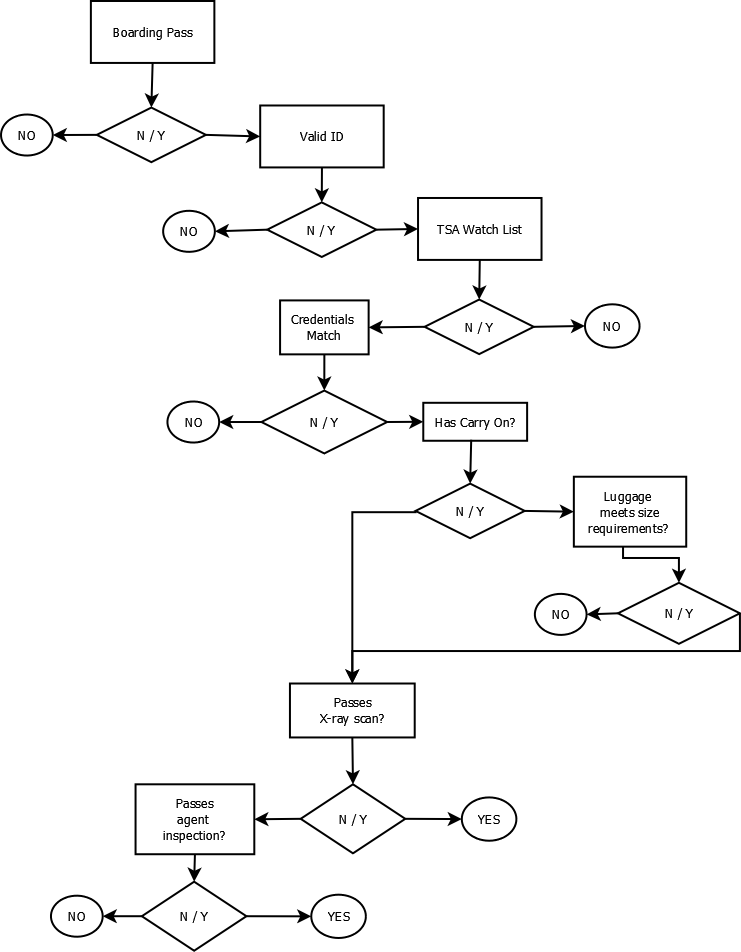 Boarding Pass
NO
N / Y
Valid ID
NO
N / Y
TSA Watch List
Credentials
Match
N / Y
NO
NO
N / Y
Has Carry On?
N / Y
Luggage
meets size
requirements?
NO
N / Y
Passes
X-ray scan?
Passes
agent
inspection?
N / Y
YES
NO
N / Y
YES